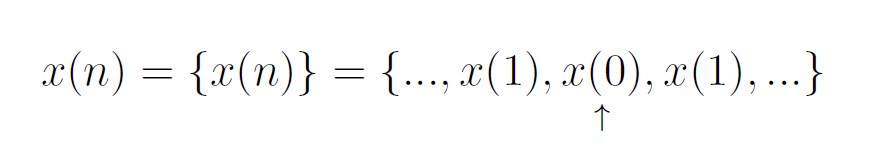 x(n) = {x(n)} = {..., x(1), x(0), x(1), ...}
↑